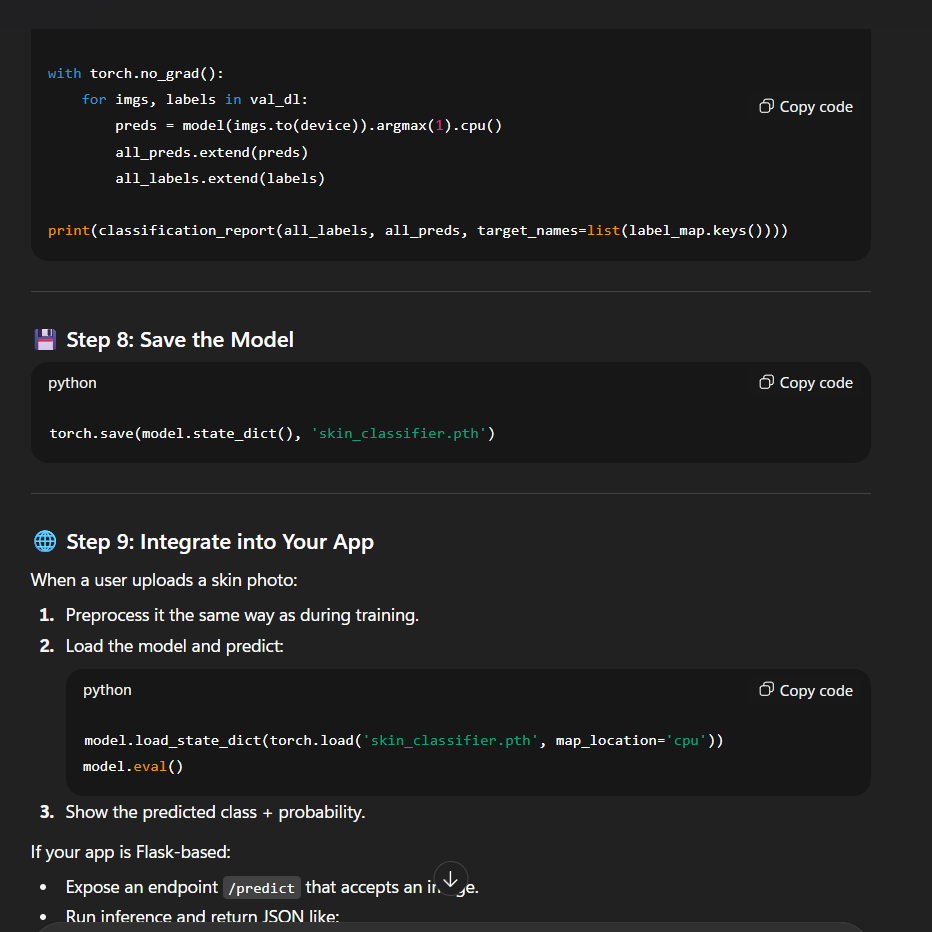 with torch.no_grad():
    for imgs, labels in val_dl:
Copy code
        preds = model(imgs.to(device)).argmax(1).cpu()
        all_preds.extend(preds)
        all_labels.extend(labels)
print(classification_report(all_labels, all_preds, target_names=list(label_map.keys())))
💾 Step 8: Save the Model
python
Copy code
torch.save(model.state_dict(), 'skin_classifier.pth')
🌐 Step 9: Integrate into Your App
When a user uploads a skin photo:
1. Preprocess it the same way as during training.
2. Load the model and predict:
python
Copy code
model.load_state_dict(torch.load('skin_classifier.pth', map_location='cpu'))
model.eval()
3. Show the predicted class + probability.
If your app is Flask-based:
• Expose an endpoint /predict that accepts an image.
• Run inference and return JSON like: